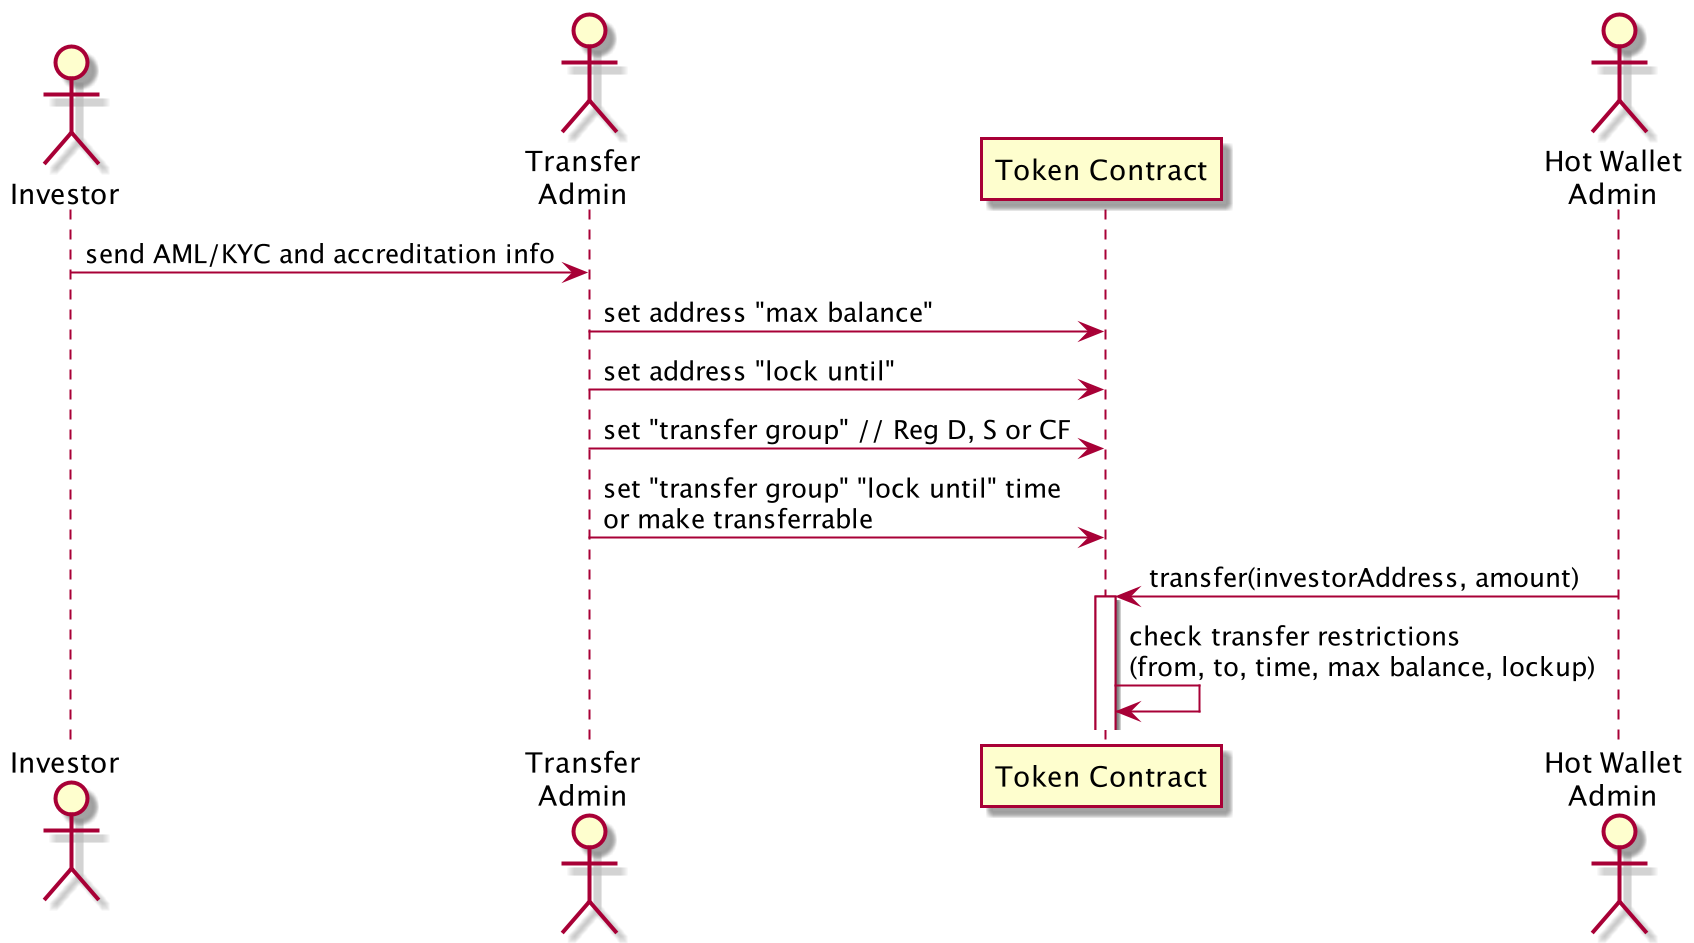 Investor
Transfer
Admin
Token Contract
Hot Wallet
Admin
send AML/KYC and accreditation info
set address "max balance"
set address "lock until"
set "transfer group" // Reg D, S or CF
set "transfer group" "lock until" time
or make transferrable
transfer(investorAddress, amount)
check transfer restrictions
(from, to, time, max balance, lockup)
Investor
Transfer
Admin
Token Contract
Hot Wallet
Admin